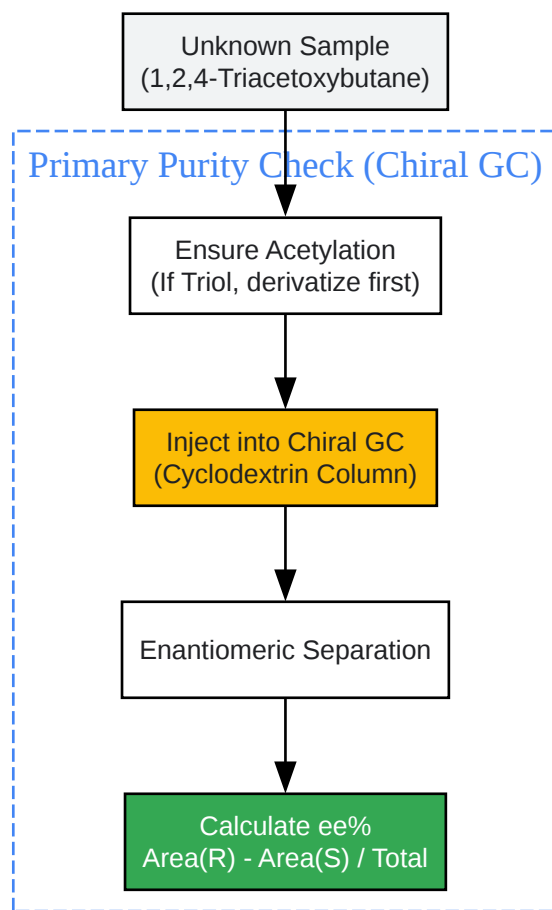 Unknown Sample
(1,2,4-Triacetoxybutane)
Primary Purity Check (Chiral GC)
Ensure Acetylation
(If Triol, derivatize first)
Inject into Chiral GC
(Cyclodextrin Column)
Enantiomeric Separation
Calculate ee%
Area(R) - Area(S) / Total